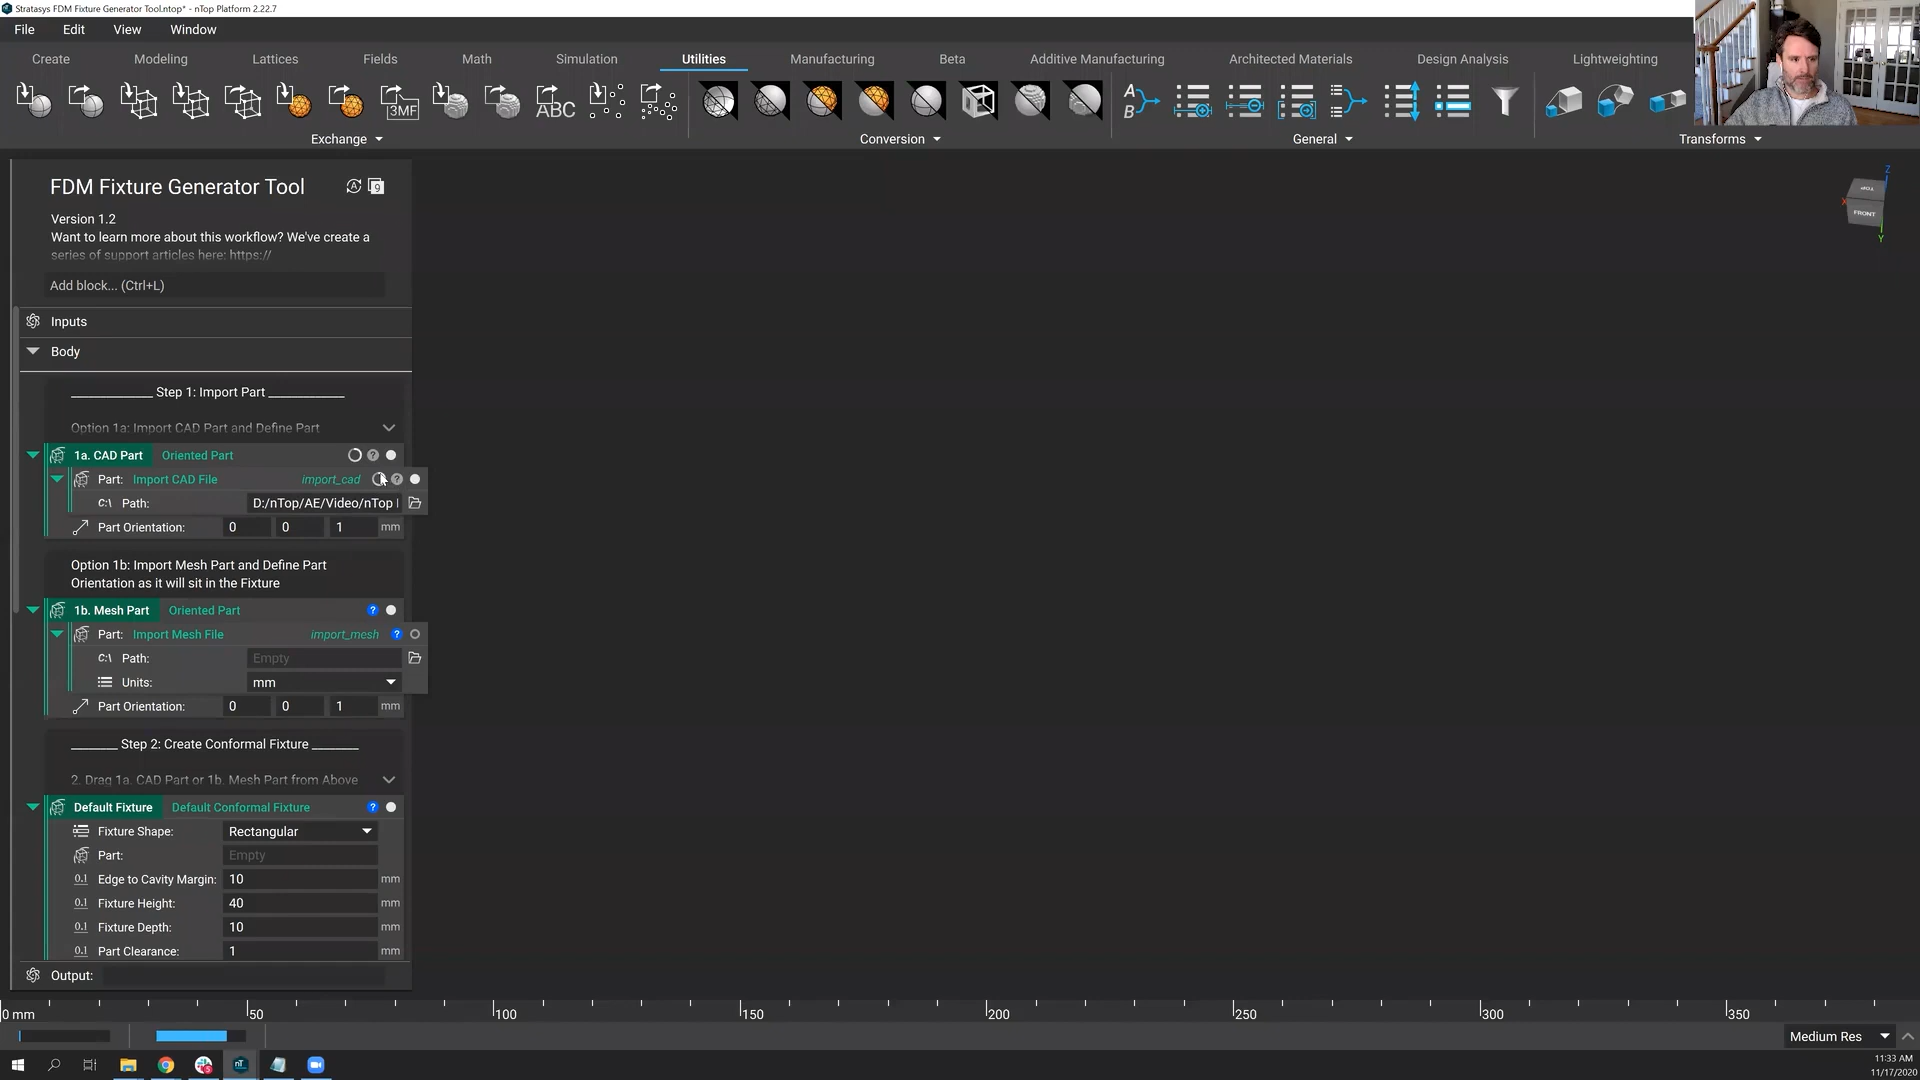 Stratasys FDM Fixture Generator Tool.ntop* - nTop Platform 2.22.7
File Edit View Window
Create Modeling Lattices Fields Math Simulation Utilities Manufacturing Beta Additive Manufacturing Architected Materials Design Analysis Lightweighting
3MF ABC A B
Exchange Conversion General Transforms
FDM Fixture Generator Tool
Version 1.2
Want to learn more about this workflow? We've create a
series of support articles here: https://
Add block... (Ctrl+L)
Inputs
Body
Step 1: Import Part
Option 1a: Import CAD Part and Define Part
1a. CAD Part Oriented Part ?
Part: Import CAD File import_cad ?
C:\ Path: D:/nTop/AE/Video/nTop
Part Orientation: 0 0 1 mm
Option 1b: Import Mesh Part and Define Part
Orientation as it will sit in the Fixture
1b. Mesh Part Oriented Part ?
Part: Import Mesh File import_mesh ?
C:\ Path: Empty
Units: mm
Part Orientation: 0 0 1 mm
Step 2: Create Conformal Fixture
2. Drag 1a. CAD Part or 1b. Mesh Part from Above
Default Fixture Default Conformal Fixture ?
Fixture Shape: Rectangular
Part: Empty
0.1 Edge to Cavity Margin: 10 mm
0.1 Fixture Height: 40 mm
0.1 Fixture Depth: 10 mm
0.1 Part Clearance: 1 mm
Output:
Z
TOP
X
FRONT
Y
0 mm 50 100 150 200 250 300 350
Medium Res
nT
11:33 AM
11/17/2020